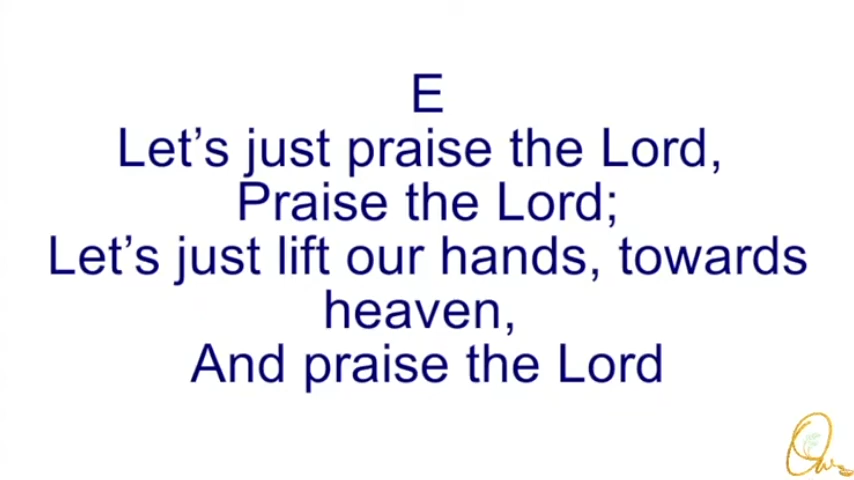 E
Let’s just praise the Lord,
Praise the Lord;
Let’s just lift our hands, towards
heaven,
And praise the Lord